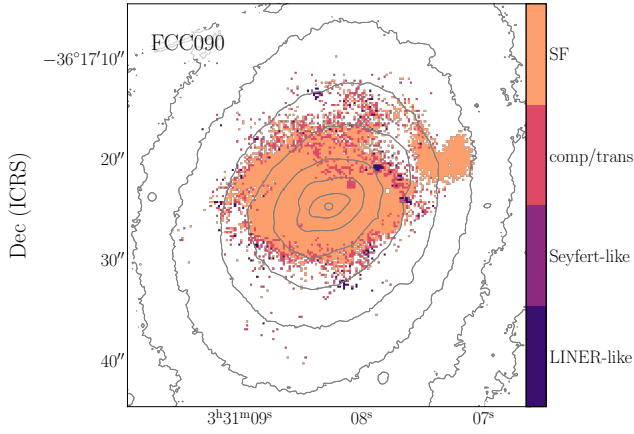 FCC090
−36°17′10″
20″
30″
40″
Dec (ICRS)
3ʰ31ᵐ09ˢ
08ˢ
07ˢ
SF
comp/trans
Seyfert-like
LINER-like